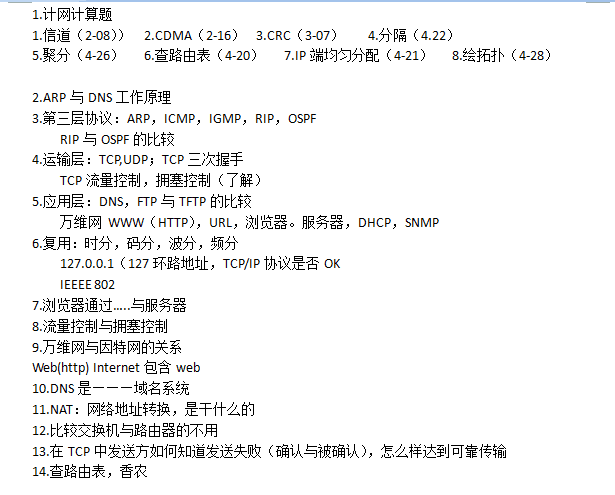 1.计网计算题
1.信道（2-08）） 2.CDMA（2-16） 3.CRC（3-07） 4.分隔（4.22）
5.聚分（4-26） 6.查路由表（4-20） 7.IP 端均匀分配（4-21） 8.绘拓扑（4-28）
2.ARP 与 DNS 工作原理
3.第三层协议：ARP，ICMP，IGMP，RIP，OSPF
RIP 与 OSPF 的比较
4.运输层：TCP,UDP；TCP 三次握手
TCP 流量控制，拥塞控制（了解）
5.应用层：DNS，FTP 与 TFTP 的比较
万维网 WWW（HTTP），URL，浏览器。服务器，DHCP，SNMP
6.复用：时分，码分，波分，频分
127.0.0.1（127 环路地址，TCP/IP 协议是否 OK
IEEEE 802
7.浏览器通过…..与服务器
8.流量控制与拥塞控制
9.万维网与因特网的关系
Web(http) Internet 包含 web
10.DNS 是－－－域名系统
11.NAT：网络地址转换，是干什么的
12.比较交换机与路由器的不用
13.在 TCP 中发送方如何知道发送失败（确认与被确认），怎么样达到可靠传输
14.查路由表，香农